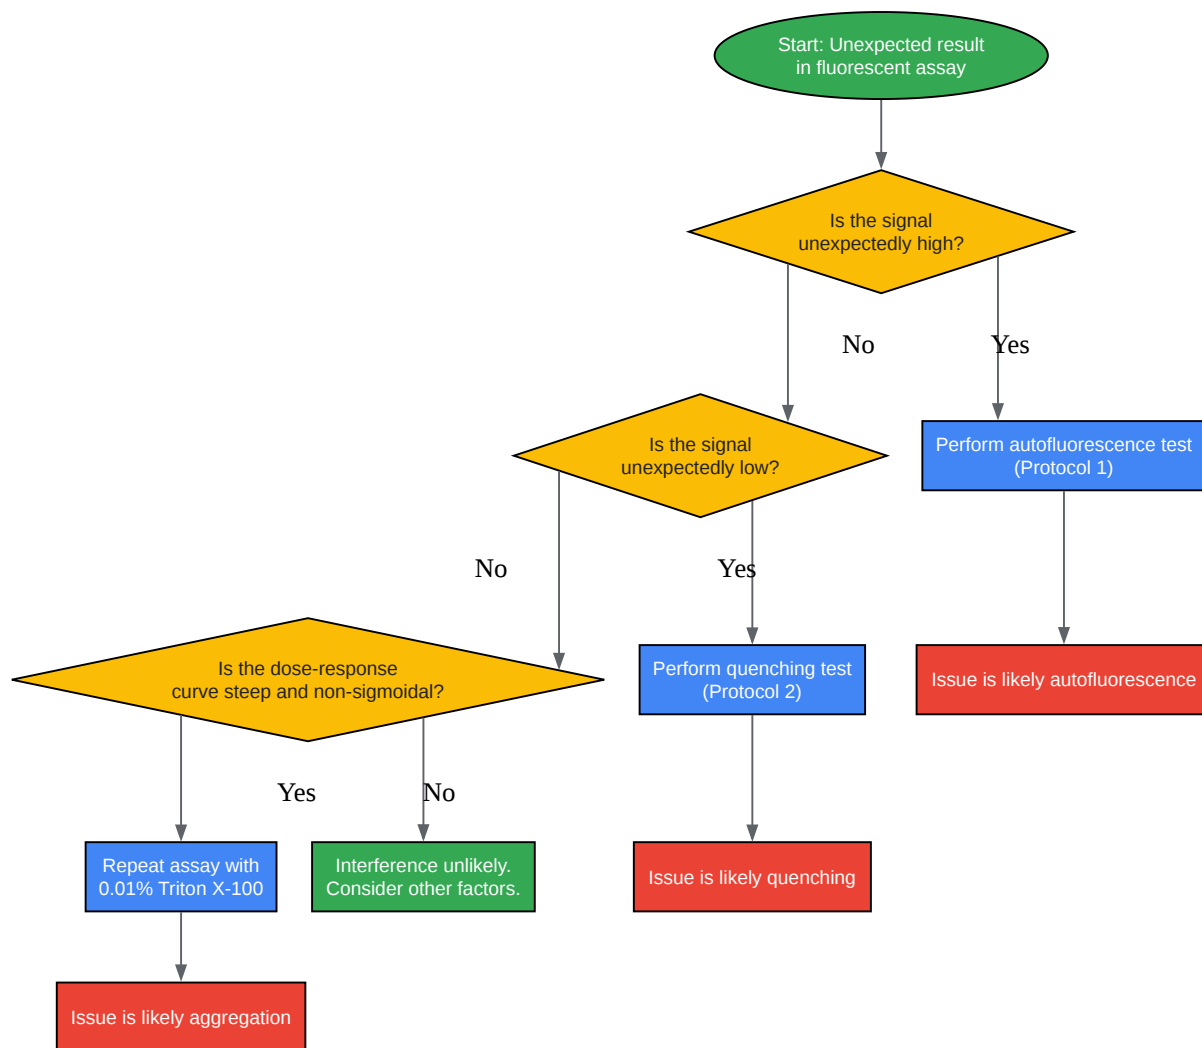 Start: Unexpected result
in fluorescent assay
Is the signal
unexpectedly high?
No
Yes
Is the signal
unexpectedly low?
Perform autofluorescence test
(Protocol 1)
No
Yes
Is the dose-response
curve steep and non-sigmoidal?
Perform quenching test
(Protocol 2)
Issue is likely autofluorescence
Yes
No
Repeat assay with
0.01% Triton X-100
Interference unlikely.
Consider other factors.
Issue is likely quenching
Issue is likely aggregation